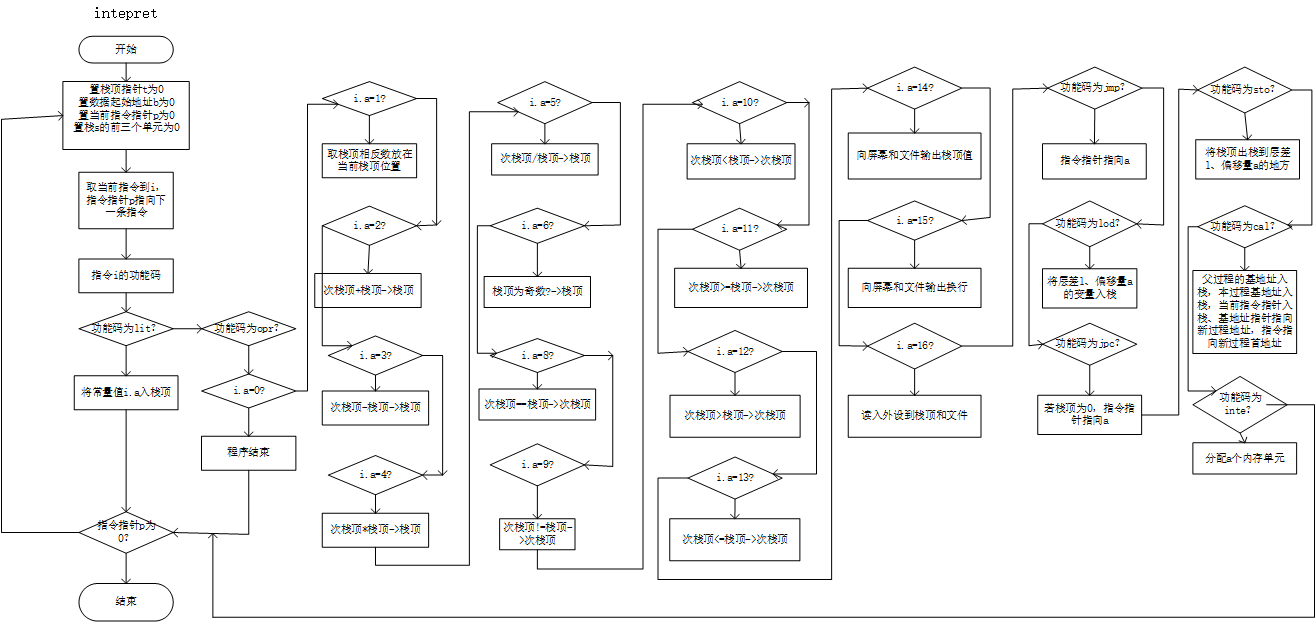 intepret
开始
置栈顶指针t为0
置数据起始地址b为0
置当前指令指针p为0
置栈s的前三个单元为0
取当前指令到i,
指令指针p指向下
一条指令
指令i的功能码
功能码为lit?
功能码为opr?
将常量值i.a入栈顶
i.a=0?
程序结束
指令指针p为
0?
结束
i.a=1?
取栈顶相反数放在
当前栈顶位置
i.a=2?
次栈顶+栈顶->栈顶
i.a=3?
次栈顶-栈顶->栈顶
i.a=4?
次栈顶*栈顶->栈顶
i.a=5?
次栈顶/栈顶->栈顶
i.a=6?
栈顶为奇数?->栈顶
i.a=8?
次栈顶==栈顶->次栈顶
i.a=9?
次栈顶!=栈顶-
>次栈顶
i.a=10?
次栈顶<栈顶->次栈顶
i.a=11?
次栈顶>=栈顶->次栈顶
i.a=12?
次栈顶>栈顶->次栈顶
i.a=13?
次栈顶<=栈顶->次栈顶
i.a=14?
向屏幕和文件输出栈顶值
i.a=15?
向屏幕和文件输出换行
i.a=16?
读入外设到栈顶和文件
功能码为jmp?
指令指针指向a
功能码为lod?
将层差l、偏移量a
的变量入栈
功能码为jpc?
若栈顶为0，指令指
针指向a
功能码为sto?
将栈顶出栈到层差
l、偏移量a的地方
功能码为cal?
父过程的基地址入
栈，本过程基地址入
栈，当前指令指针入
栈、基地址指针指向
新过程地址，指令指
向新过程首地址
功能码为
inte?
分配a个内存单元